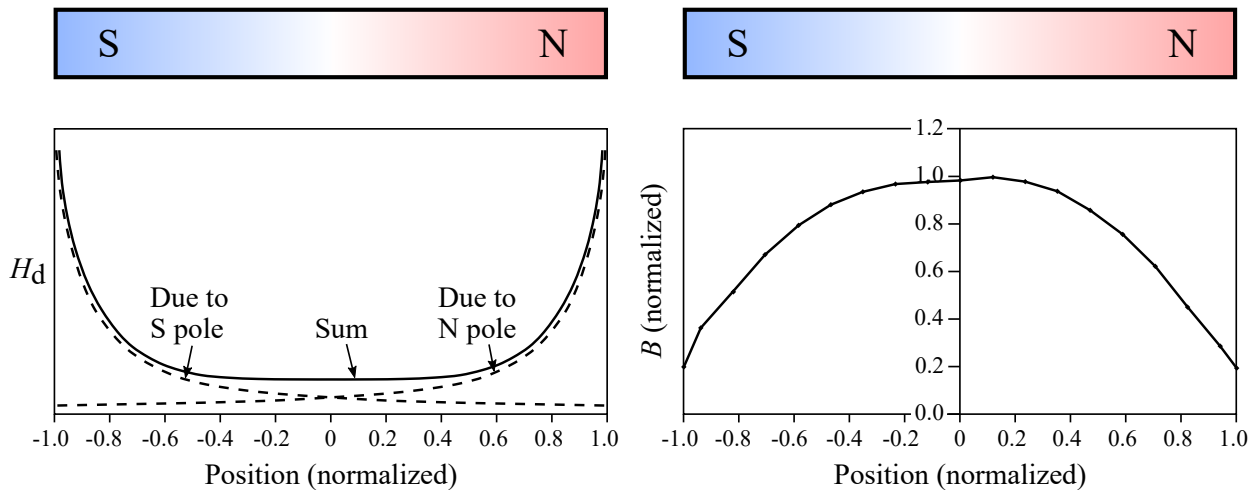 S N
S N
H_d
Due to
S pole
Sum
Due to
N pole
-1.0 -0.8 -0.6 -0.4 -0.2 0 0.2 0.4 0.6 0.8 1.0
Position (normalized)
B (normalized)
1.2
1.0
0.8
0.6
0.4
0.2
0.0
-1.0 -0.8 -0.6 -0.4 -0.2 0 0.2 0.4 0.6 0.8 1.0
Position (normalized)